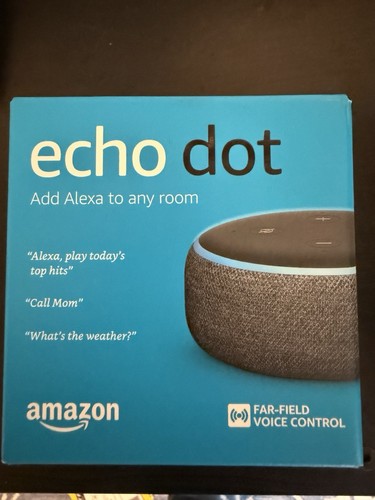 echo dot
Add Alexa to any room
“Alexa, play today's
top hits”
“Call Mom”
“What's the weather?”
amazon
FAR-FIELD
VOICE CONTROL